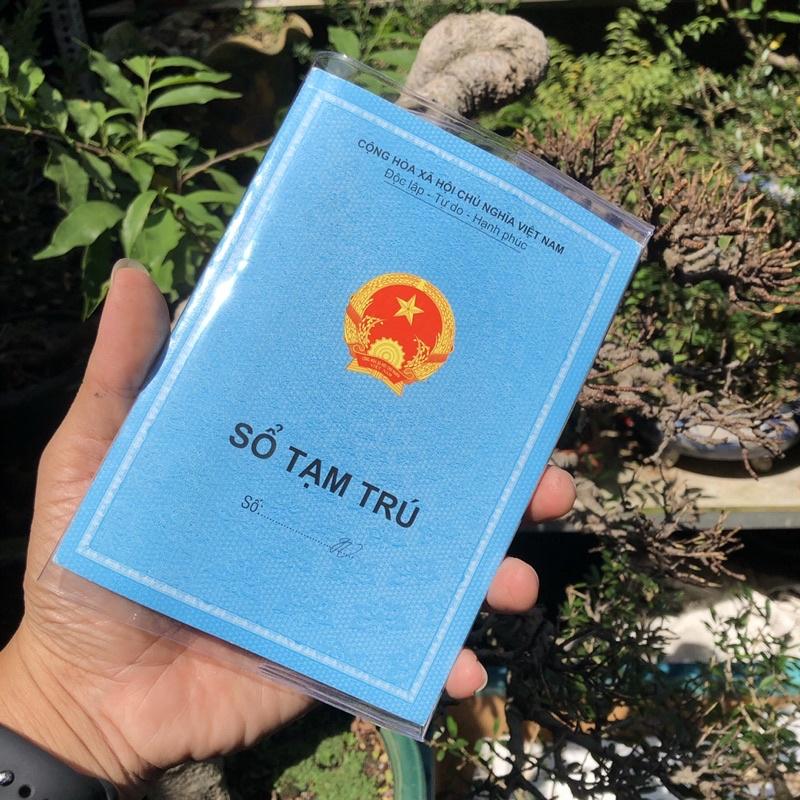 CỘNG HÒA XÃ HỘI CHỦ NGHĨA VIỆT NAM
Độc lập - Tự do - Hạnh phúc
SỔ TẠM TRÚ
Số:........................